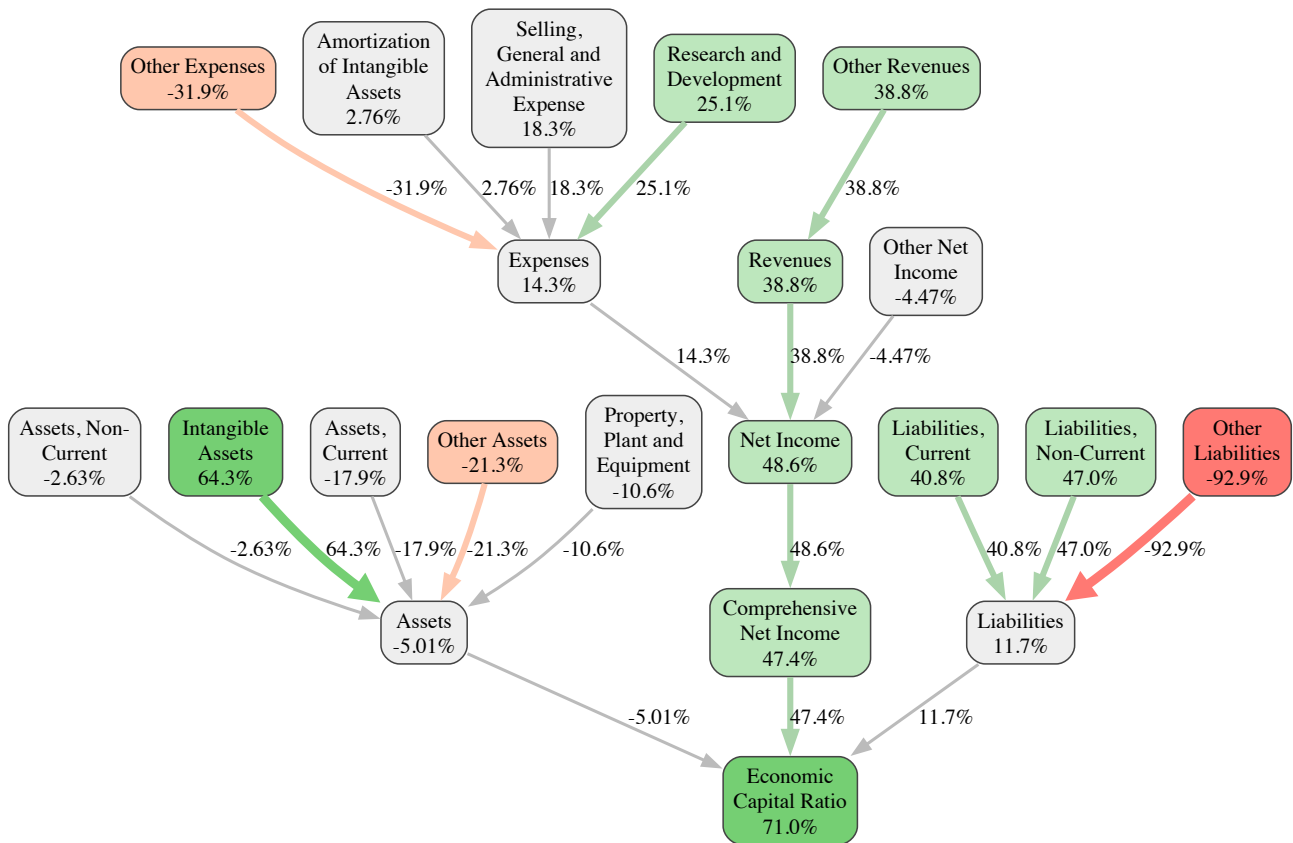 Other Expenses
-31.9%
Amortization
of Intangible
Assets
2.76%
Selling,
General and
Administrative
Expense
18.3%
Research and
Development
25.1%
Other Revenues
38.8%
-31.9%
2.76%
18.3%
25.1%
38.8%
Expenses
14.3%
Revenues
38.8%
Other Net
Income
-4.47%
14.3%
38.8%
-4.47%
Assets, Non-
Current
-2.63%
Intangible
Assets
64.3%
Assets,
Current
-17.9%
Other Assets
-21.3%
Property,
Plant and
Equipment
-10.6%
Net Income
48.6%
Liabilities,
Current
40.8%
Liabilities,
Non-Current
47.0%
Other
Liabilities
-92.9%
-2.63%
64.3%
-17.9%
-21.3%
-10.6%
48.6%
40.8%
47.0%
-92.9%
Assets
-5.01%
Comprehensive
Net Income
47.4%
Liabilities
11.7%
-5.01%
47.4%
11.7%
Economic
Capital Ratio
71.0%